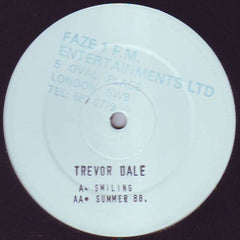 FAZE 1 F.M.
ENTERTAINMENTS LTD
5 OVAL PLACE
LONDON SW8
TREVOR DALE
A- SMILING
AA* SUMMER 88.